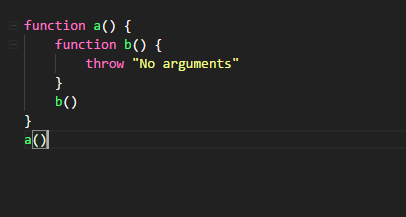 function a() {
    function b() {
        throw "No arguments"
    }
    b()
}
a()